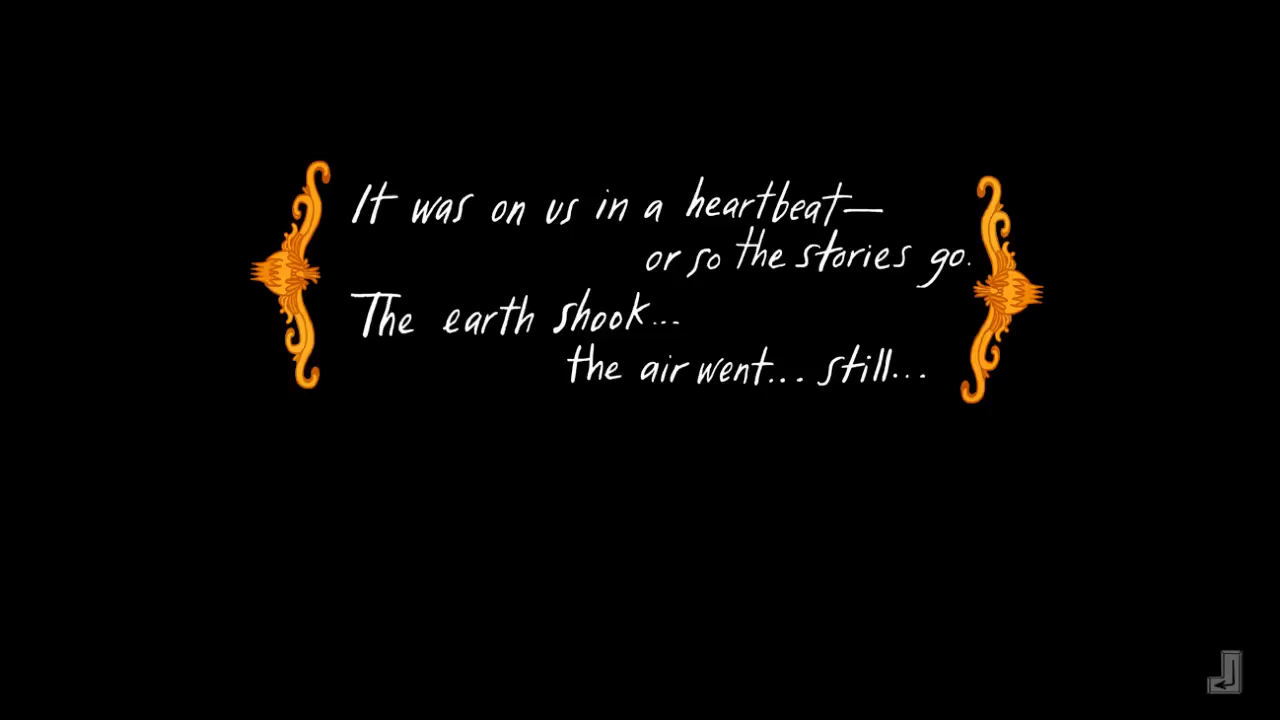 It was on us in a heartbeat—
or so the stories go.
The earth shook...
the air went... still...